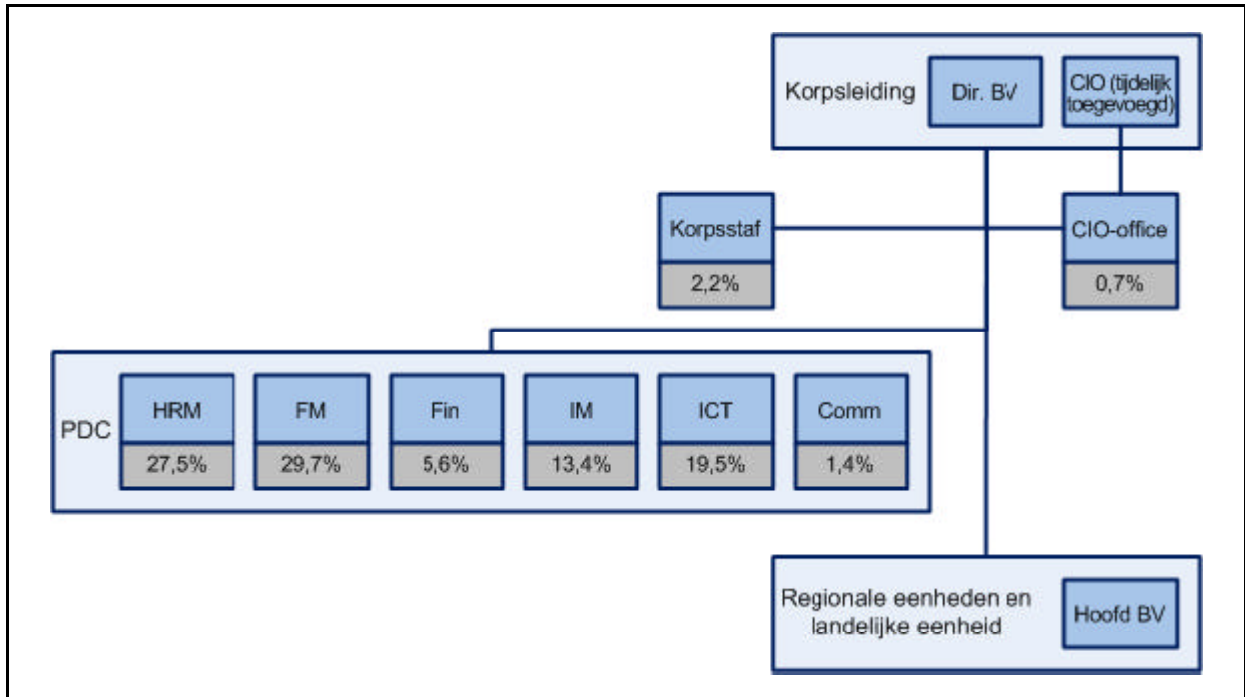 Korpsleiding
Dir. BV
CIO (tijdelijk
toegevoegd)
Korpsstaf
2,2%
CIO-office
0,7%
PDC
HRM
27,5%
FM
29,7%
Fin
5,6%
IM
13,4%
ICT
19,5%
Comm
1,4%
Regionale eenheden en
landelijke eenheid
Hoofd BV